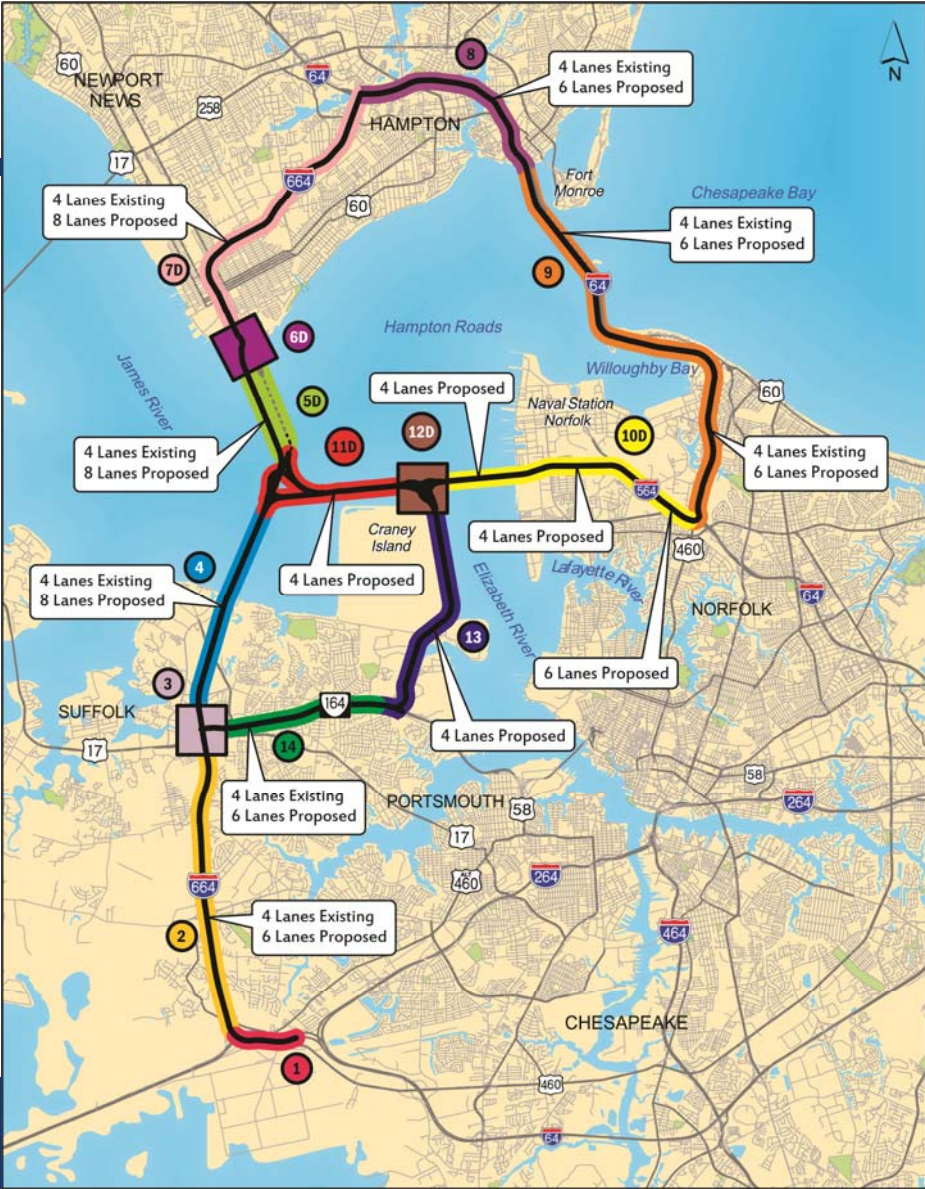 8
64
60
NEWPORT
NEWS
4 Lanes Existing
6 Lanes Proposed
N
258
HAMPTON
17
664
Fort
Monroe
Chesapeake Bay
4 Lanes Existing
8 Lanes Proposed
60
4 Lanes Existing
6 Lanes Proposed
7D
9
64
6D
Hampton Roads
James River
Willoughby Bay
4 Lanes Proposed
60
5D
Naval Station
Norfolk
11D
12D
10D
4 Lanes Existing
8 Lanes Proposed
4 Lanes Existing
6 Lanes Proposed
564
Craney
Island
4 Lanes Proposed
460
4
4 Lanes Proposed
Elizabeth River
Lafayette River
4 Lanes Existing
8 Lanes Proposed
64
NORFOLK
13
6 Lanes Proposed
3
SUFFOLK
164
4 Lanes Proposed
17
14
58
4 Lanes Existing
6 Lanes Proposed
PORTSMOUTH
58
264
17
264
ALT
460
664
4 Lanes Existing
6 Lanes Proposed
2
464
CHESAPEAKE
1
460
64